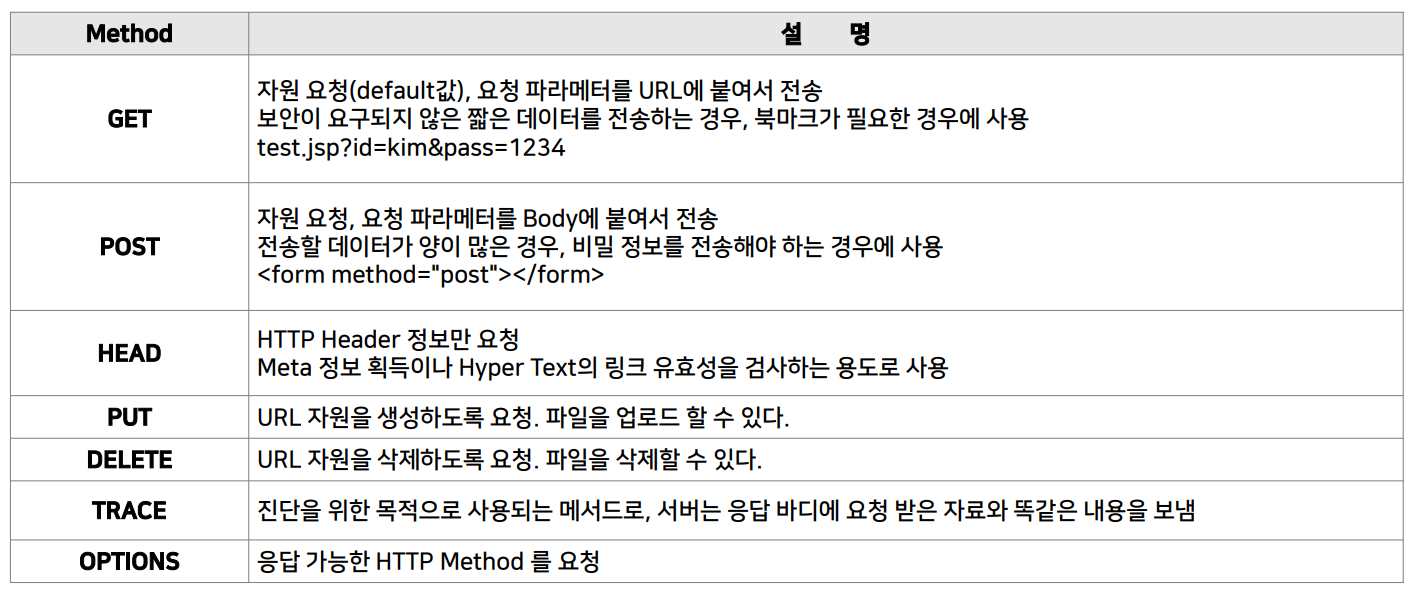 Method
설 명
GET
자원 요청(default값), 요청 파라메터를 URL에 붙여서 전송
보안이 요구되지 않은 짧은 데이터를 전송하는 경우, 북마크가 필요한 경우에 사용
test.jsp?id=kim&pass=1234
POST
자원 요청, 요청 파라메터를 Body에 붙여서 전송
전송할 데이터가 양이 많은 경우, 비밀 정보를 전송해야 하는 경우에 사용
<form method="post"></form>
HEAD
HTTP Header 정보만 요청
Meta 정보 획득이나 Hyper Text의 링크 유효성을 검사하는 용도로 사용
PUT
URL 자원을 생성하도록 요청. 파일을 업로드 할 수 있다.
DELETE
URL 자원을 삭제하도록 요청. 파일을 삭제할 수 있다.
TRACE
진단을 위한 목적으로 사용되는 메서드로, 서버는 응답 바디에 요청 받은 자료와 똑같은 내용을 보냄
OPTIONS
응답 가능한 HTTP Method 를 요청